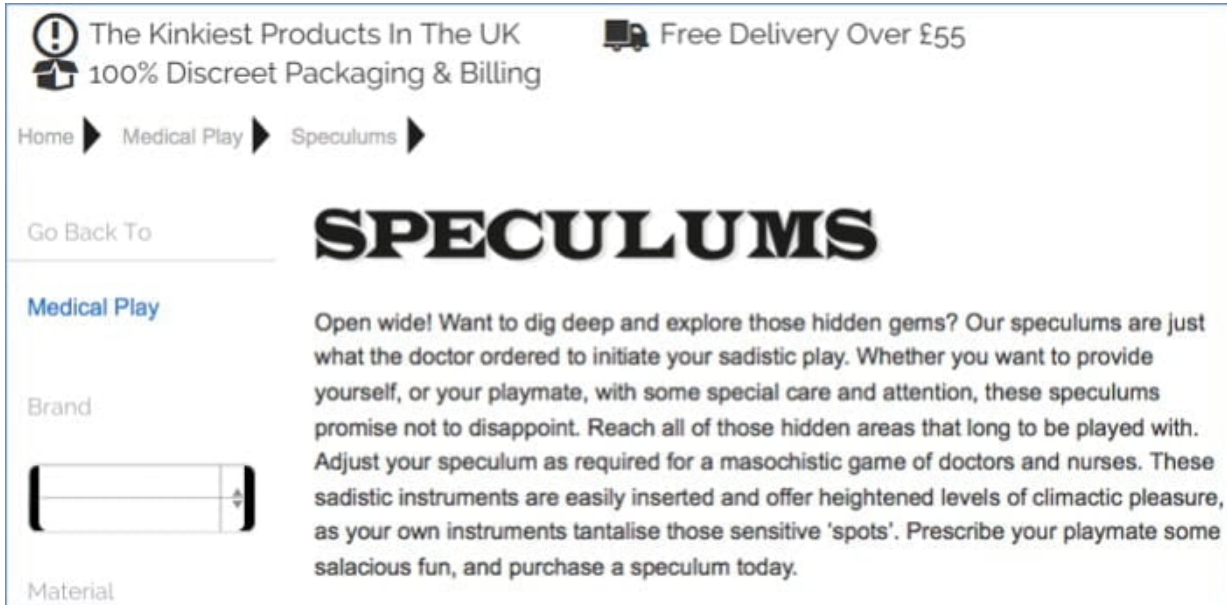 The Kinkiest Products In The UK
Free Delivery Over £55
100% Discreet Packaging & Billing
Home
Medical Play
Speculums
Go Back To
Medical Play
Brand
Material
SPECULUMS
Open wide! Want to dig deep and explore those hidden gems? Our speculums are just
what the doctor ordered to initiate your sadistic play. Whether you want to provide
yourself, or your playmate, with some special care and attention, these speculums
promise not to disappoint. Reach all of those hidden areas that long to be played with.
Adjust your speculum as required for a masochistic game of doctors and nurses. These
sadistic instruments are easily inserted and offer heightened levels of climactic pleasure,
as your own instruments tantalise those sensitive 'spots'. Prescribe your playmate some
salacious fun, and purchase a speculum today.